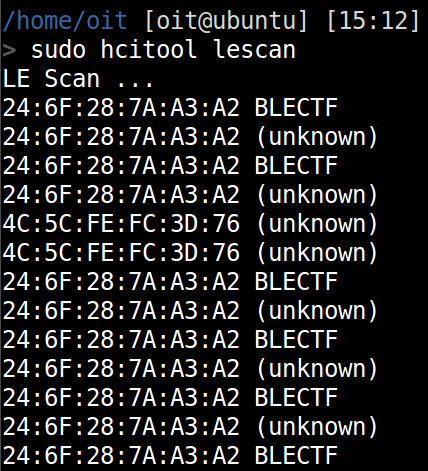 /home/oit [oit@ubuntu] [15:12]
> sudo hcitool lescan
LE Scan ...
24:6F:28:7A:A3:A2 BLECTF
24:6F:28:7A:A3:A2 (unknown)
24:6F:28:7A:A3:A2 BLECTF
24:6F:28:7A:A3:A2 (unknown)
4C:5C:FE:FC:3D:76 (unknown)
4C:5C:FE:FC:3D:76 (unknown)
24:6F:28:7A:A3:A2 BLECTF
24:6F:28:7A:A3:A2 (unknown)
24:6F:28:7A:A3:A2 BLECTF
24:6F:28:7A:A3:A2 (unknown)
24:6F:28:7A:A3:A2 BLECTF
24:6F:28:7A:A3:A2 (unknown)
24:6F:28:7A:A3:A2 BLECTF